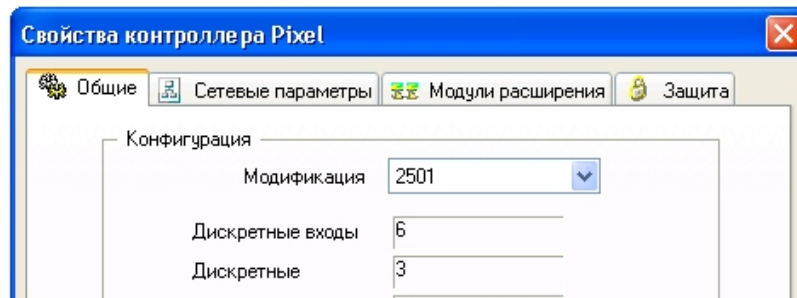 Свойства контроллера Pixel
Общие Сетевые параметры Модули расширения Защита
Конфигурация
Модификация 2501
Дискретные входы 6
Дискретные 3